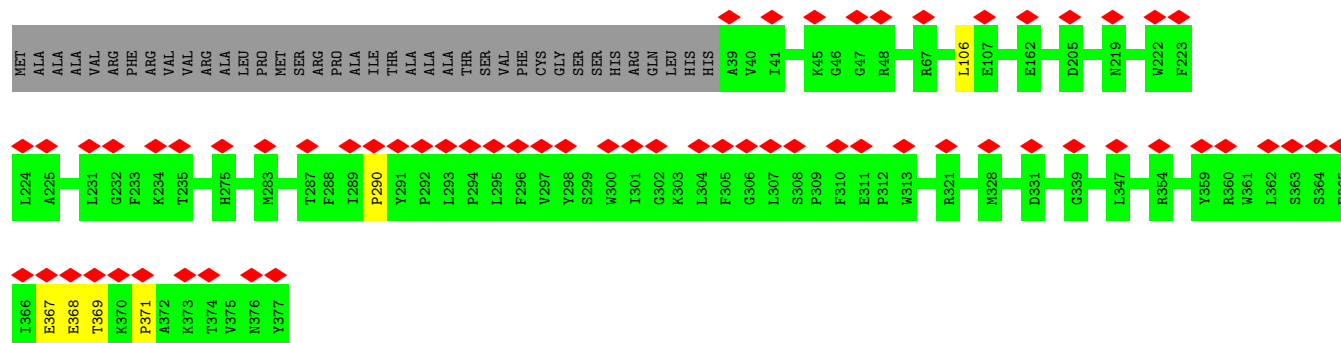 MET ALA ALA ALA VAL ARG PHE ARG VAL VAL ARG ALA LEU PRO MET SER ARG PRO ALA ILE THR ALA ALA ALA THR SER VAL PHE CYS GLY SER SER HIS ARG GLN LEU HIS HIS A39 V40 I41 K45 G46 G47 R48 R67 L106 E107 E162 D205 N219 W222 F223
L224 A225 L231 G232 F233 K234 T235 H275 M283 T287 F288 I289 P290 Y291 P292 L293 P294 L295 F296 V297 Y298 S299 W300 I301 G302 K303 L304 F305 G306 L307 S308 P309 F310 E311 P312 W313 R321 M328 D331 G339 L347 R354 Y359 R360 W361 L362 S363 S364
I366 E367 E368 T369 K370 P371 A372 K373 T374 V375 N376 Y377